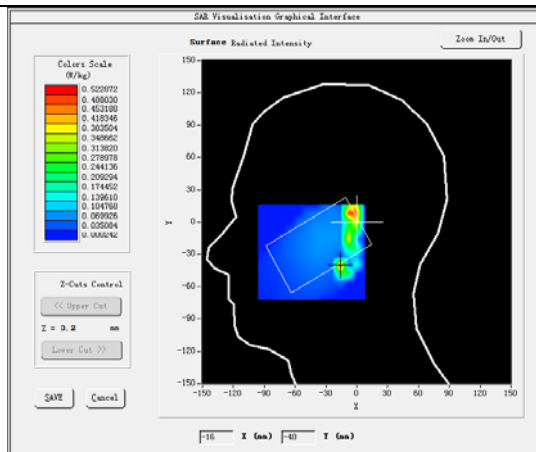 SAR Visualisation Graphical Interface
Surface Radiated Intensity
Zoom In/Out
Colors Scale
(W/kg)
0.522872
0.488030
0.453188
0.418346
0.383504
0.348662
0.313820
0.278978
0.244136
0.209294
0.174452
0.139610
0.104768
0.069926
0.035084
0.000242
Z-Cuts Control
<< Upper Cut
Z = 3.2 mm
Lower Cut >>
SAVE Cancel
150
120
90
60
30
0
-30
-60
-90
-120
-150
Y
-150 -120 -90 -60 -30 0 30 60 90 120 150
X
-16 X (mm) -40 Y (mm)